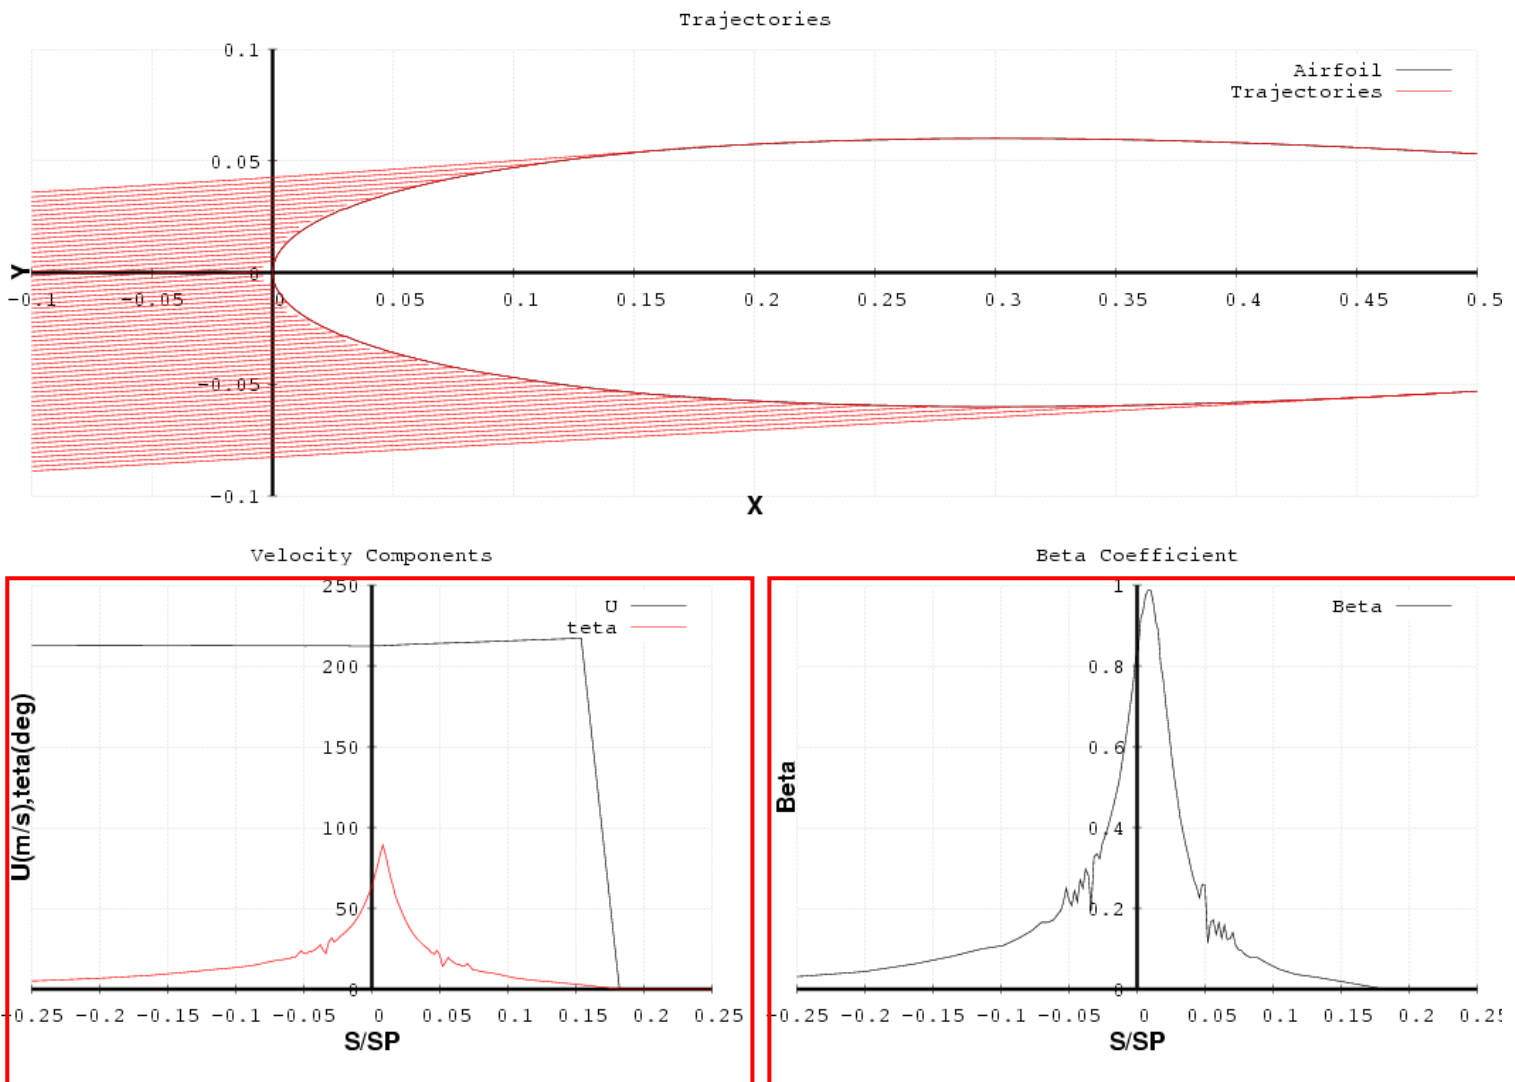 Trajectories
0.1
Airfoil
Trajectories
0.05
Y
0
-0.1 -0.05 0 0.05 0.1 0.15 0.2 0.25 0.3 0.35 0.4 0.45 0.5
-0.05
-0.1
X
Velocity Components
250
U
teta
200
150
100
50
0
U(m/s),teta(deg)
-0.25 -0.2 -0.15 -0.1 -0.05 0 0.05 0.1 0.15 0.2 0.25
S/SP
Beta Coefficient
1
Beta
0.8
0.6
0.4
0.2
0
Beta
-0.25 -0.2 -0.15 -0.1 -0.05 0 0.05 0.1 0.15 0.2 0.25
S/SP